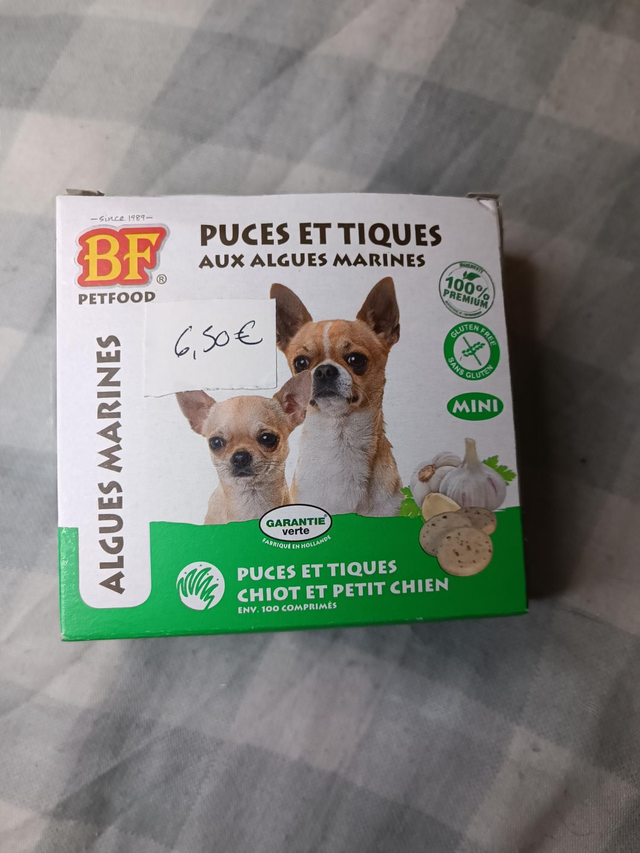 — Since 1989 —
BF®
PETFOOD
PUCES ET TIQUES
AUX ALGUES MARINES
100%
PREMIUM
GLUTEN FREE
SANS GLUTEN
MINI
6,50€
ALGUES MARINES
GARANTIE
verte
FABRIQUÉ EN HOLLANDE
PUCES ET TIQUES
CHIOT ET PETIT CHIEN
ENV. 100 COMPRIMÉS